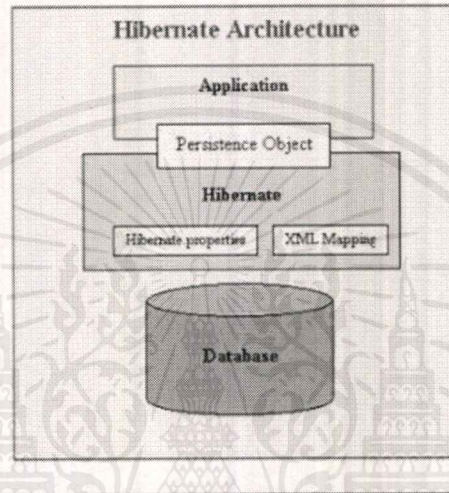 Hibernate Architecture
Application
Persistence Object
Hibernate
Hibernate properties
XML Mapping
Database